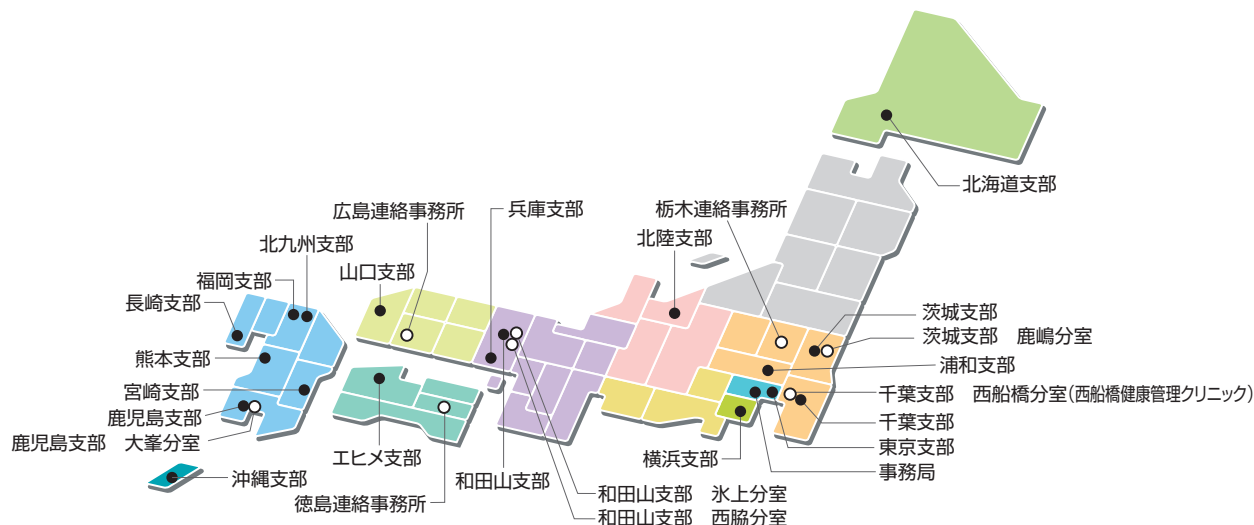 北海道支部
広島連絡事務所
兵庫支部
栃木連絡事務所
北陸支部
北九州支部
山口支部
福岡支部
長崎支部
茨城支部
茨城支部　鹿嶋分室
熊本支部
浦和支部
宮崎支部
千葉支部　西船橋分室（西船橋健康管理クリニック）
鹿児島支部
千葉支部
鹿児島支部　大峯分室
東京支部
エヒメ支部
横浜支部
事務局
沖縄支部
和田山支部
徳島連絡事務所
和田山支部　氷上分室
和田山支部　西脇分室